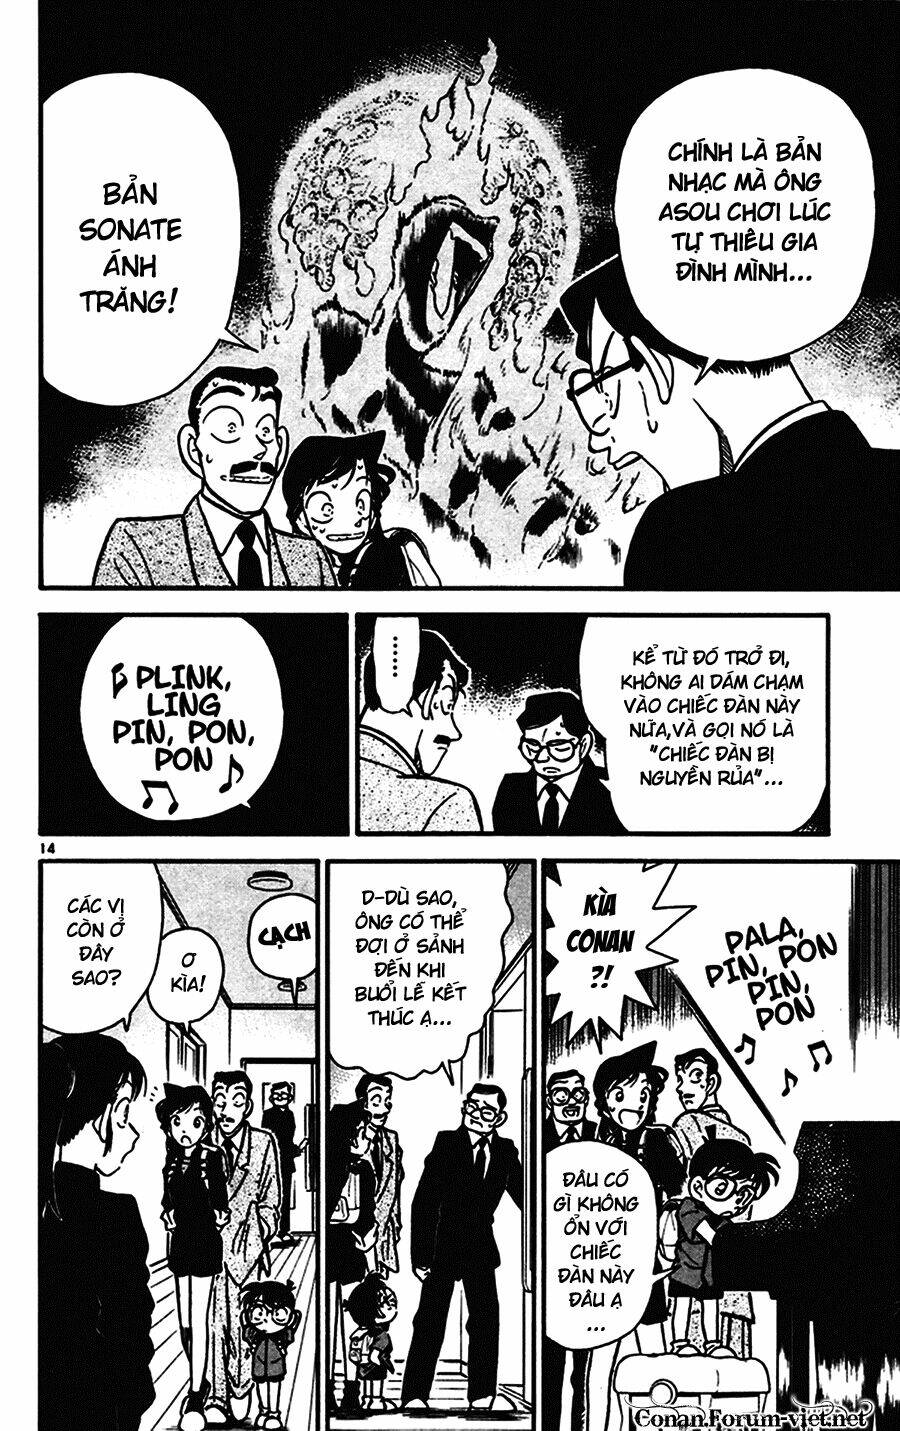 CHÍNH LÀ BẢN
NHẠC MÀ ÔNG
ASOU CHƠI LÚC
TỰ THIÊU GIA
ĐÌNH MÌNH...
BẢN
SONATE
ÁNH
TRĂNG!
KỂ TỪ ĐÓ TRỞ ĐI,
KHÔNG AI DÁM CHẠM
VÀO CHIẾC ĐÀN NÀY
NỮA,VÀ GỌI NÓ LÀ
"CHIẾC ĐÀN BỊ
NGUYỀN RỦA"...
........
PLINK,
LING
PIN, PON,
PON
14
PALA,
PIN, PON
PIN,
PON
KÌA
CONAN
?!
ĐÂU CÓ
GÌ KHÔNG
ỔN VỚI
CHIẾC
ĐÀN NÀY
ĐÂU Ạ
...
D-DÙ SAO,
ÔNG CÓ THỂ
ĐỢI Ở SẢNH
ĐẾN KHI
BUỔI LỄ KẾT
THÚC Ạ...
CẠCH
Ơ
KÌA!
CÁC VỊ
CÒN Ở
ĐÂY
SAO?
Conan.Forum-viet.net